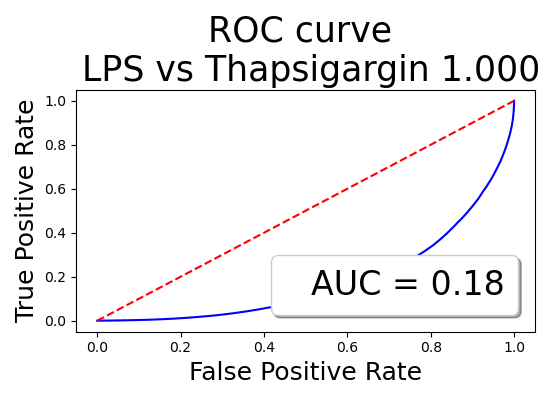 ROC curve
LPS vs Thapsigargin 1.000
True Positive Rate
1.0
0.8
0.6
0.4
0.2
0.0
AUC = 0.18
0.0 0.2 0.4 0.6 0.8 1.0
False Positive Rate